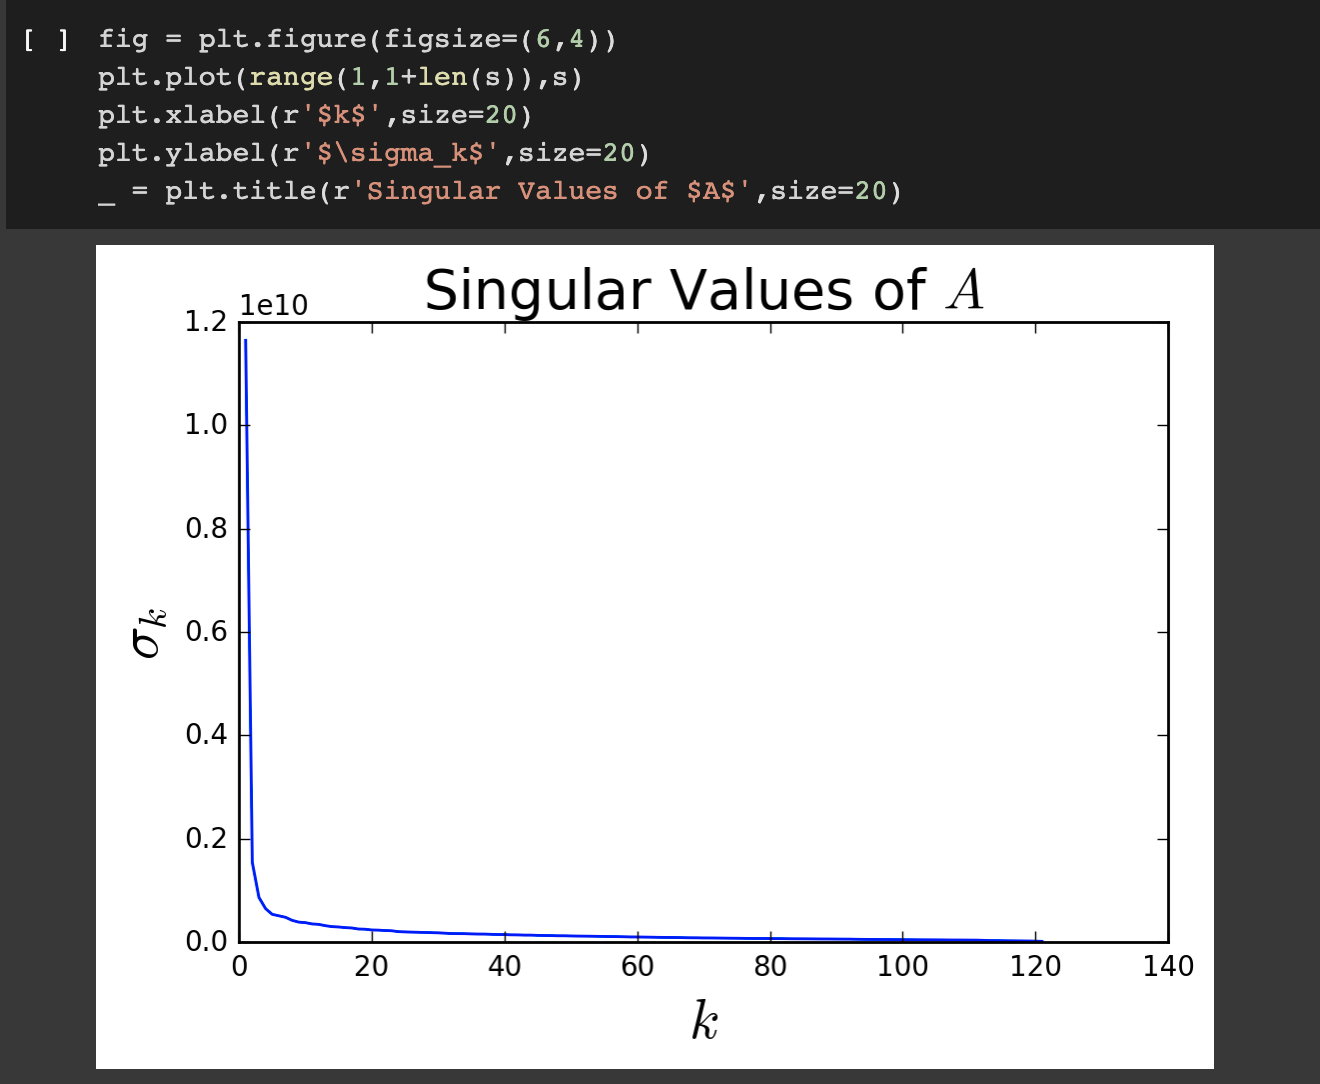 [ ] fig = plt.figure(figsize=(6,4))
plt.plot(range(1,1+len(s)),s)
plt.xlabel(r'$k$',size=20)
plt.ylabel(r'$\sigma_k$',size=20)
_ = plt.title(r'Singular Values of $A$',size=20)
Singular Values of A
1e10
1.2
1.0
0.8
0.6
0.4
0.2
0.0
σk
0 20 40 60 80 100 120 140
k